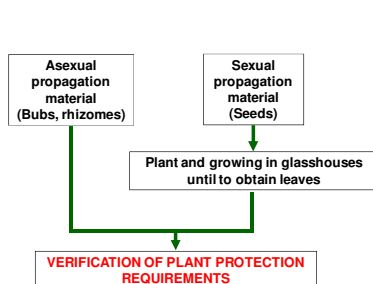 Asexual
propagation
material
(Bubs, rhizomes)
Sexual
propagation
material
(Seeds)
Plant and growing in glasshouses
until to obtain leaves
VERIFICATION OF PLANT PROTECTION
REQUIREMENTS